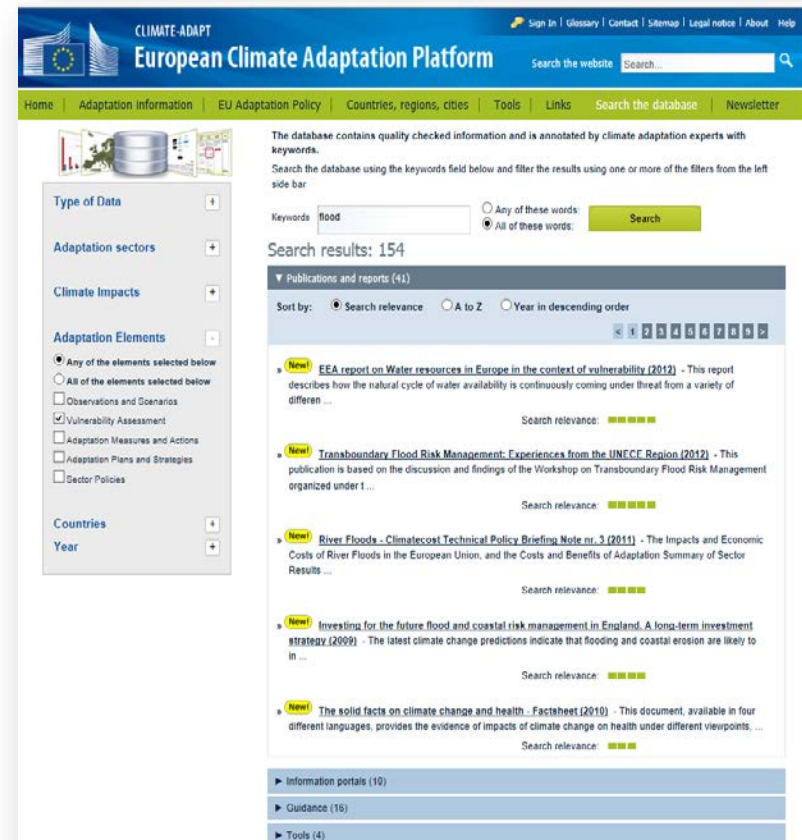 CLIMATE-ADAPT
European Climate Adaptation Platform
Sign In | Glossary | Contact | Sitemap | Legal notice | About Help
Search the website Search...
Home | Adaptation information | EU Adaptation Policy | Countries, regions, cities | Tools | Links Search the database | Newsletter
Type of Data +
Adaptation sectors +
Climate Impacts +
Adaptation Elements -
Any of the elements selected below
All of the elements selected below
Observations and Scenarios
Vulnerability Assessment
Adaptation Measures and Actions
Adaptation Plans and Strategies
Sector Policies
Countries +
Year +
The database contains quality checked information and is annotated by climate adaptation experts with
keywords.
Search the database using the keywords field below and filter the results using one or more of the filters from the left
side bar
Keywords flood
Any of these words:
All of these words:
Search
Search results: 154
▼ Publications and reports (41)
Sort by: Search relevance A to Z Year in descending order
< 1 2 3 4 5 6 7 8 9 >
» New! EEA report on Water resources in Europe in the context of vulnerability (2012) - This report
describes how the natural cycle of water availability is continuously coming under threat from a variety of
differen ...
Search relevance:
» New! Transboundary Flood Risk Management: Experiences from the UNECE Region (2012) - This
publication is based on the discussion and findings of the Workshop on Transboundary Flood Risk Management
organized under t ...
Search relevance:
» New! River Floods - Climatecost Technical Policy Briefing Note nr. 3 (2011) - The Impacts and Economic
Costs of River Floods in the European Union, and the Costs and Benefits of Adaptation Summary of Sector
Results ...
Search relevance:
» New! Investing for the future flood and coastal risk management in England. A long-term investment
strategy (2009) - The latest climate change predictions indicate that flooding and coastal erosion are likely to
in ...
Search relevance:
» New! The solid facts on climate change and health - Factsheet (2010) - This document, available in four
different languages, provides the evidence of impacts of climate change on health under different viewpoints, ...
Search relevance:
► Information portals (10)
► Guidance (16)
► Tools (4)